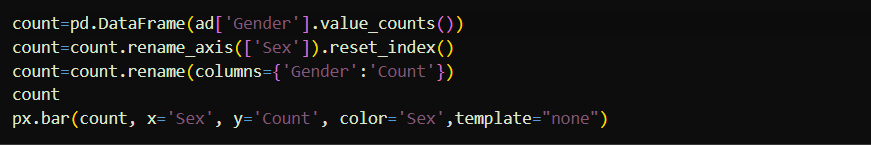 count=pd.DataFrame(ad['Gender'].value_counts())
count=count.rename_axis(['Sex']).reset_index()
count=count.rename(columns={'Gender':'Count'})
count
px.bar(count, x='Sex', y='Count', color='Sex',template="none")